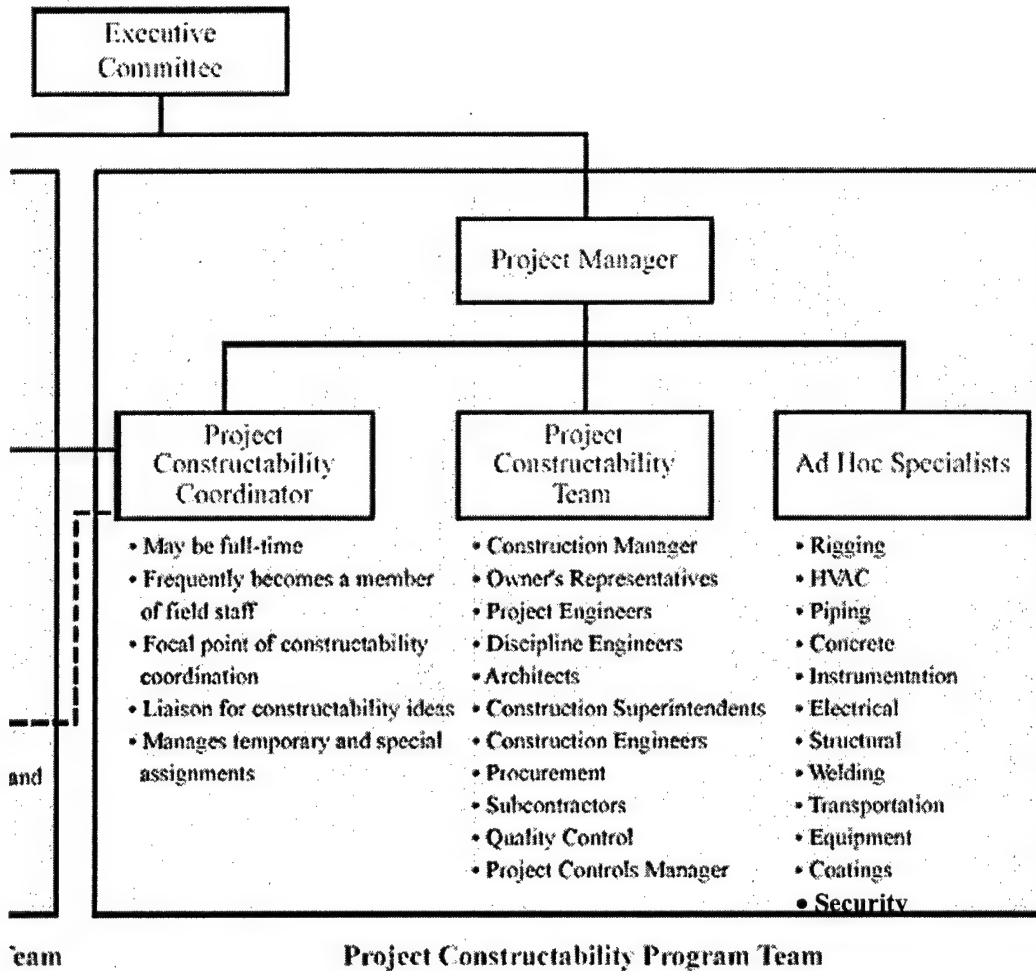 Executive
Committee
Project Manager
Project
Constructability
Coordinator
• May be full-time
• Frequently becomes a member
of field staff
• Focal point of constructability
coordination
• Liaison for constructability ideas
• Manages temporary and special
assignments
Project
Constructability
Team
• Construction Manager
• Owner's Representatives
• Project Engineers
• Discipline Engineers
• Architects
• Construction Superintendents
• Construction Engineers
• Procurement
• Subcontractors
• Quality Control
• Project Controls Manager
Ad Hoc Specialists
• Rigging
• HVAC
• Piping
• Concrete
• Instrumentation
• Electrical
• Structural
• Welding
• Transportation
• Equipment
• Coatings
• Security
and
Project Constructability Program Team